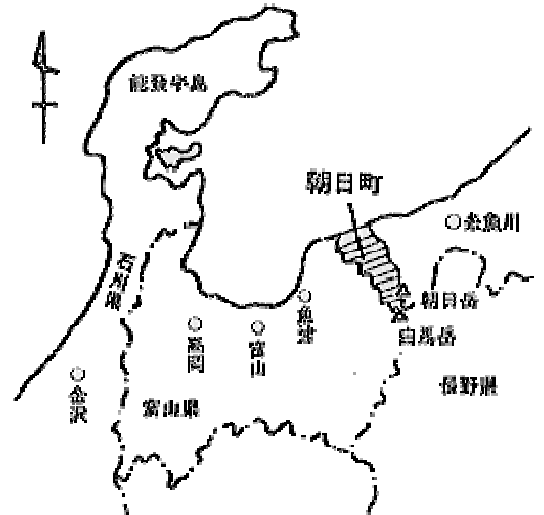 能登半島
朝日町
糸魚川
石川県
朝日岳
魚津
高岡
富山
白馬岳
金沢
富山県
長野県